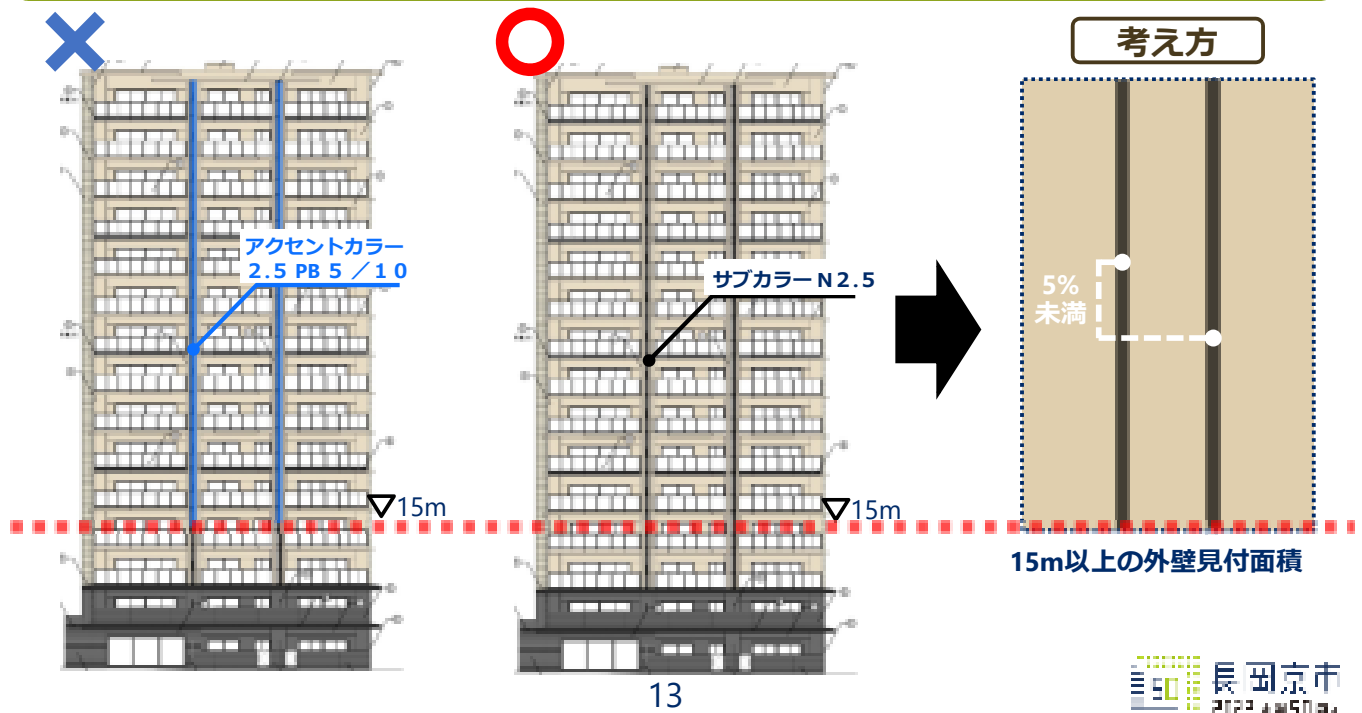 考え方
アクセントカラー
2.5 PB 5 ／１０
サブカラー N 2.5
5%
未満
15m
15m
15m以上の外壁見付面積
13
長岡京市